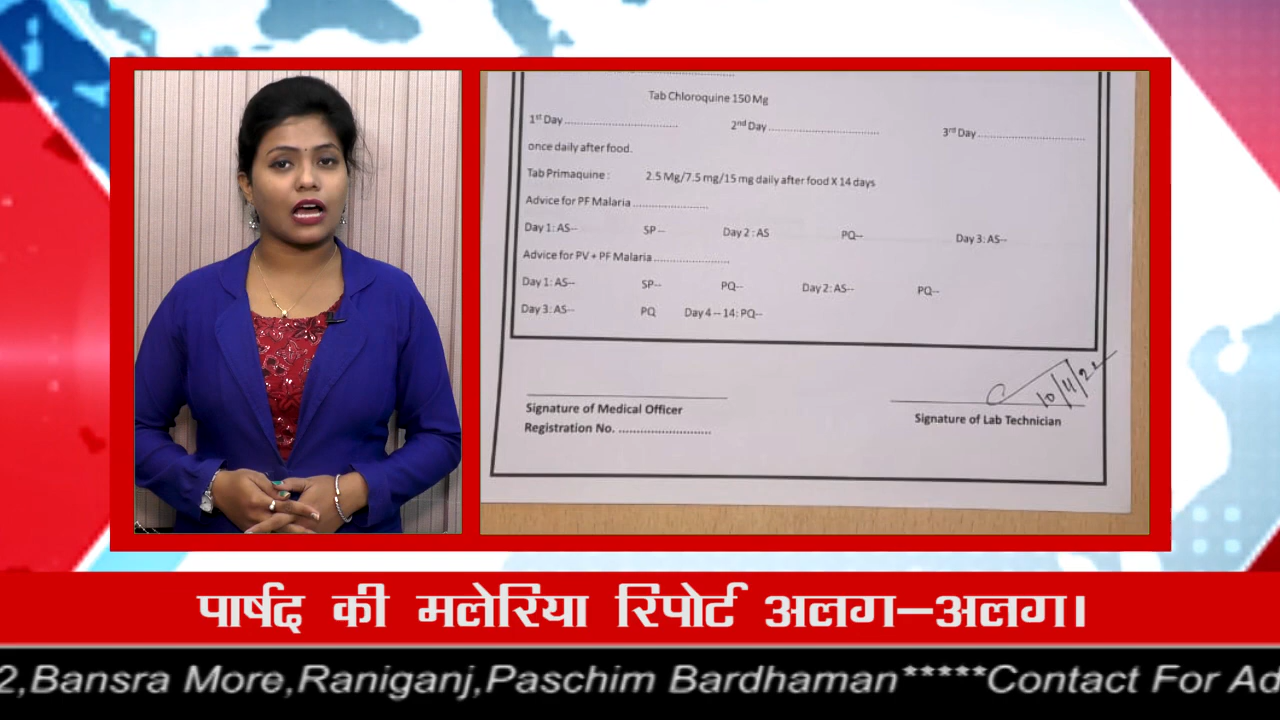 Tab Chloroquine 150 Mg
1st Day ............................... 2nd Day ............................... 3rd Day ...............................
once daily after food.
Tab Primaquine : 2.5 Mg/7.5 mg/15 mg daily after food X 14 days
Advice for PF Malaria .....................
Day 1: AS-- SP -- Day 2 : AS PQ-- Day 3: AS--
Advice for PV + PF Malaria .....................
Day 1: AS-- SP-- PQ-- Day 2: AS-- PQ--
Day 3: AS-- PQ Day 4 -- 14: PQ--
Signature of Medical Officer
Registration No. .........................
Signature of Lab Technician
पार्षद की मलेरिया रिपोर्ट अलग-अलग।
2,Bansra More,Raniganj,Paschim Bardhaman*****Contact For Ad